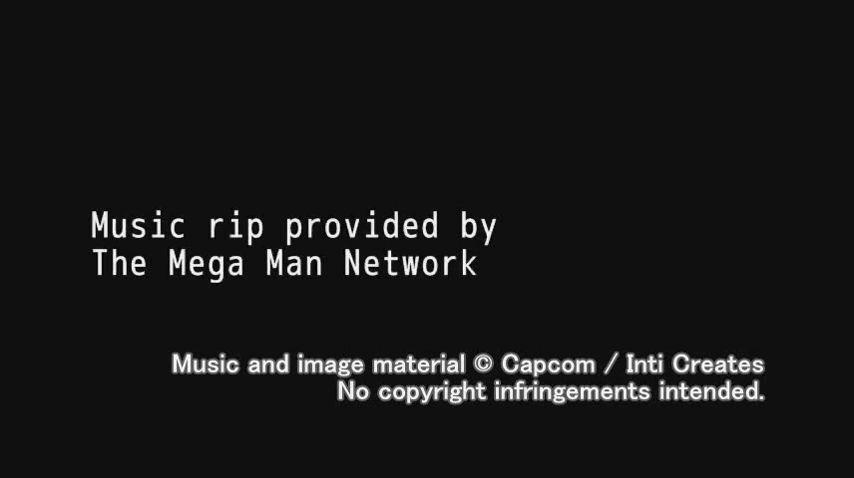 Music rip provided by
The Mega Man Network
Music and image material © Capcom / Inti Creates
No copyright infringements intended.